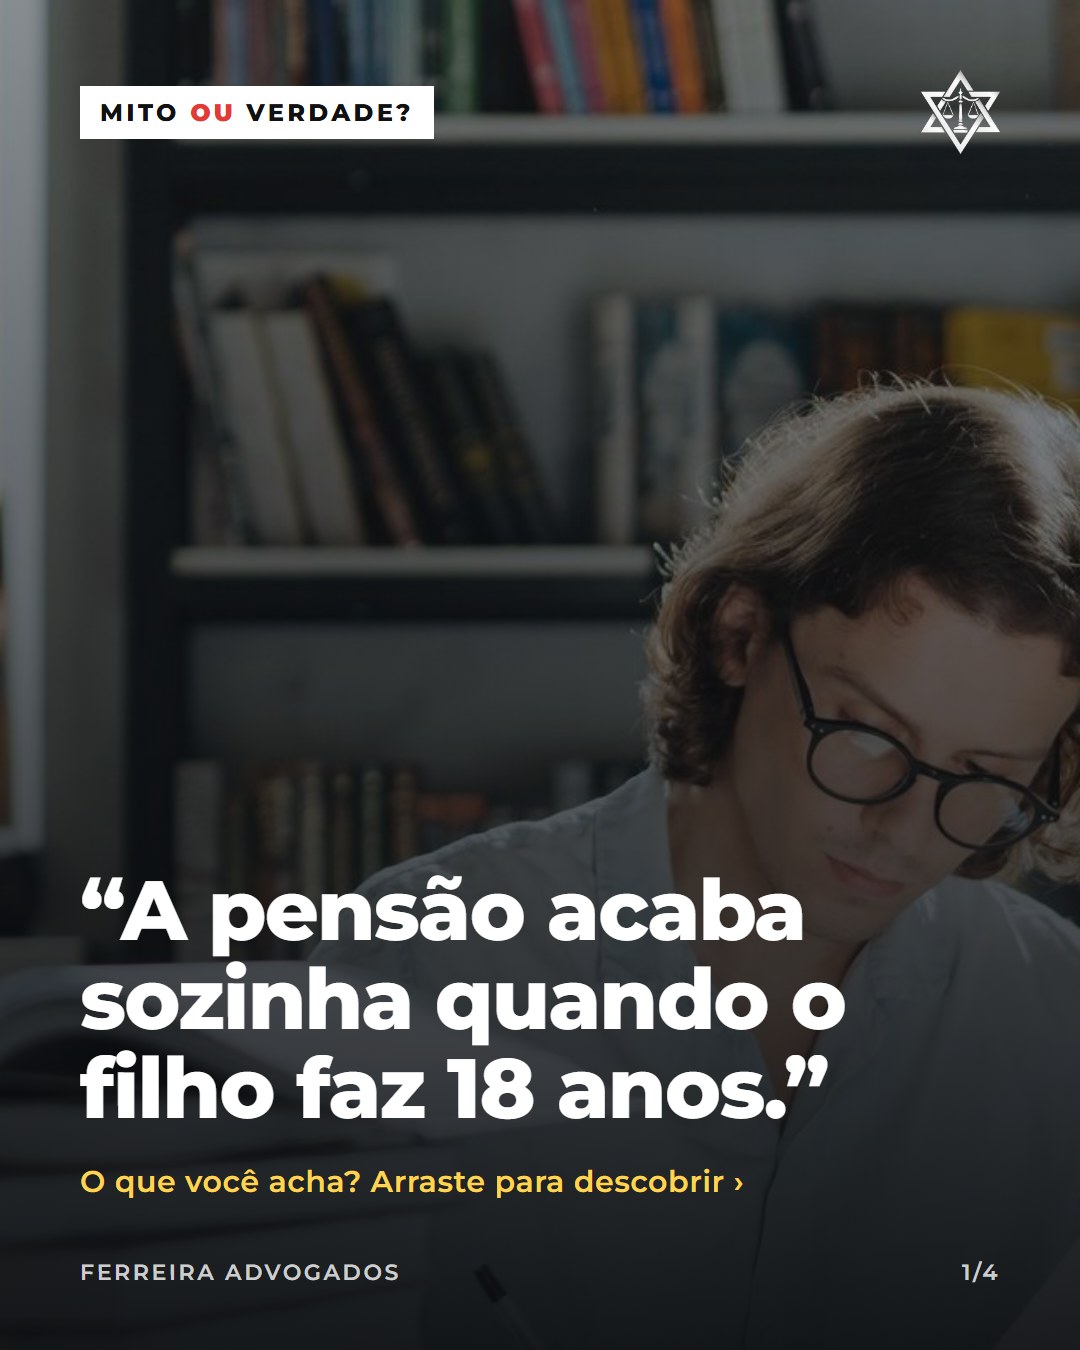 MITO OU VERDADE?
“A pensão acaba
sozinha quando o
filho faz 18 anos.”
O que você acha? Arraste para descobrir ›
FERREIRA ADVOGADOS
1/4